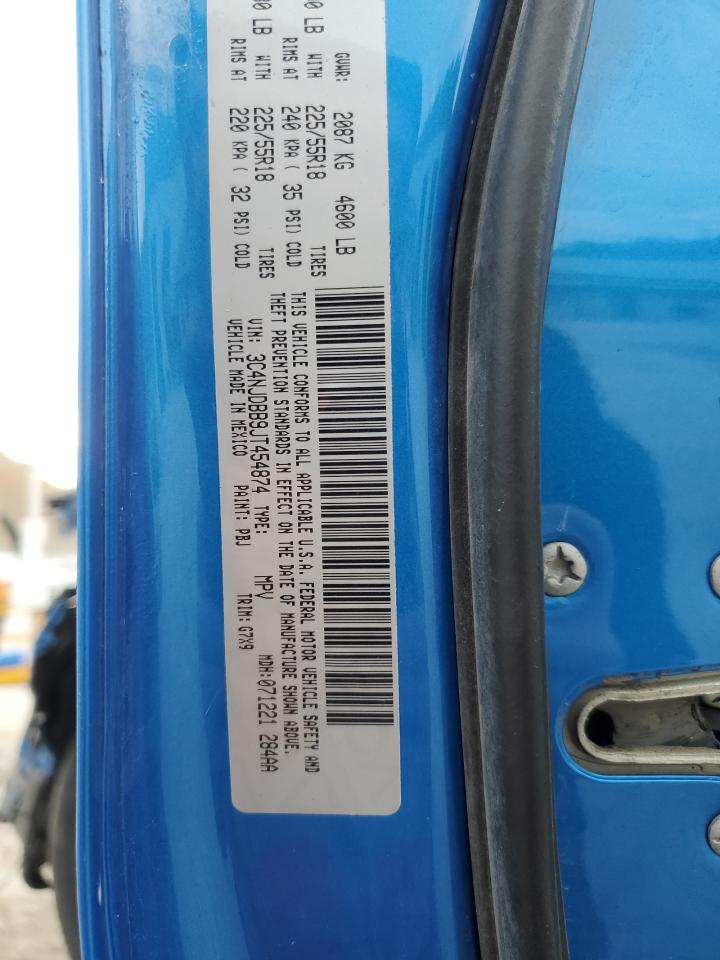 GVWR: 2087 KG 4600 LB
LB WITH 225/55R18 TIRES
RIMS AT 240 KPA ( 35 PSI) COLD
LB WITH 225/55R18 TIRES
RIMS AT 220 KPA ( 32 PSI) COLD
THIS VEHICLE CONFORMS TO ALL APPLICABLE U.S.A. FEDERAL MOTOR VEHICLE SAFETY AND
THEFT PREVENTION STANDARDS IN EFFECT ON THE DATE OF MANUFACTURE SHOWN ABOVE.
VIN: 3C4NJDBB9JT454874 TYPE: MPV MDH:071221 284AA
VEHICLE MADE IN MEXICO PAINT: PBJ TRIM: G7X9